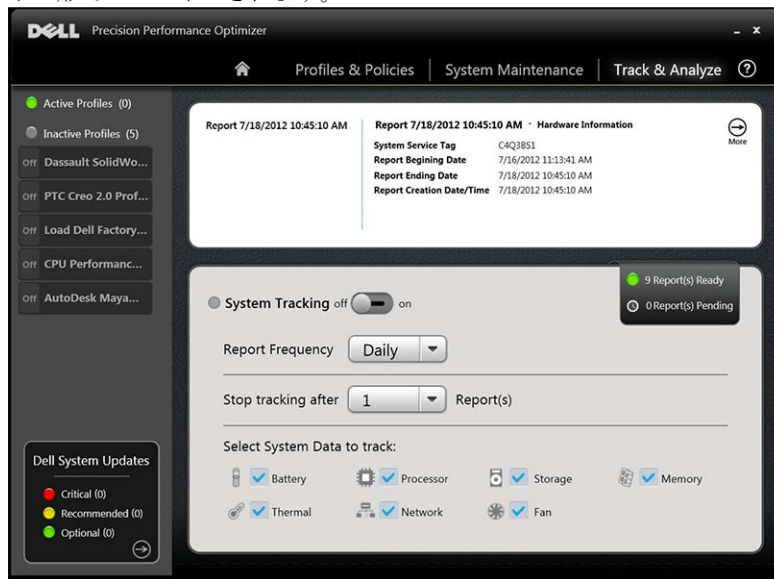 DELL Precision Performance Optimizer
Profiles & Policies
System Maintenance
Track & Analyze
?
Active Profiles (0)
Inactive Profiles (5)
Off Dassault SolidWo...
Off PTC Creo 2.0 Prof...
Off Load Dell Factory...
Off CPU Performanc...
Off AutoDesk Maya...
Dell System Updates
Critical (0)
Recommended (0)
Optional (0)
Report 7/18/2012 10:45:10 AM
Report 7/18/2012 10:45:10 AM · Hardware Information
More
System Service Tag C4Q3BS1
Report Begining Date 7/16/2012 11:13:41 AM
Report Ending Date 7/18/2012 10:45:10 AM
Report Creation Date/Time 7/18/2012 10:45:10 AM
9 Report(s) Ready
0 Report(s) Pending
System Tracking off on
Report Frequency Daily
Stop tracking after 1 Report(s)
Select System Data to track:
Battery Processor Storage Memory
Thermal Network Fan